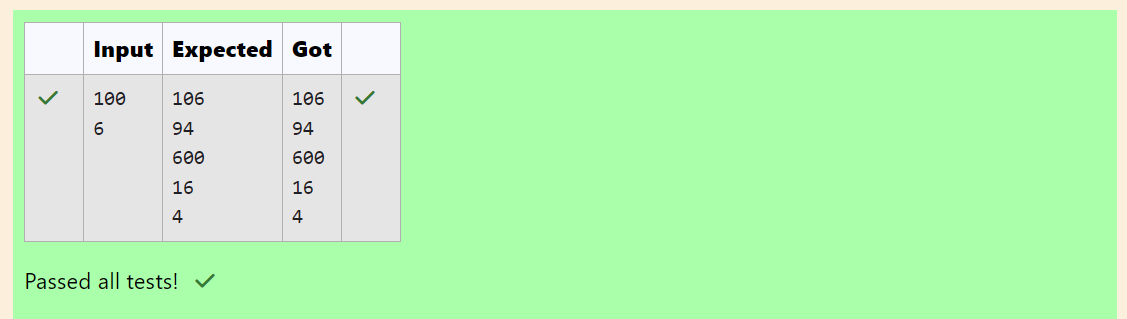 Input Expected Got
100 106 106
6 94 94
600 600
16 16
4 4
Passed all tests!